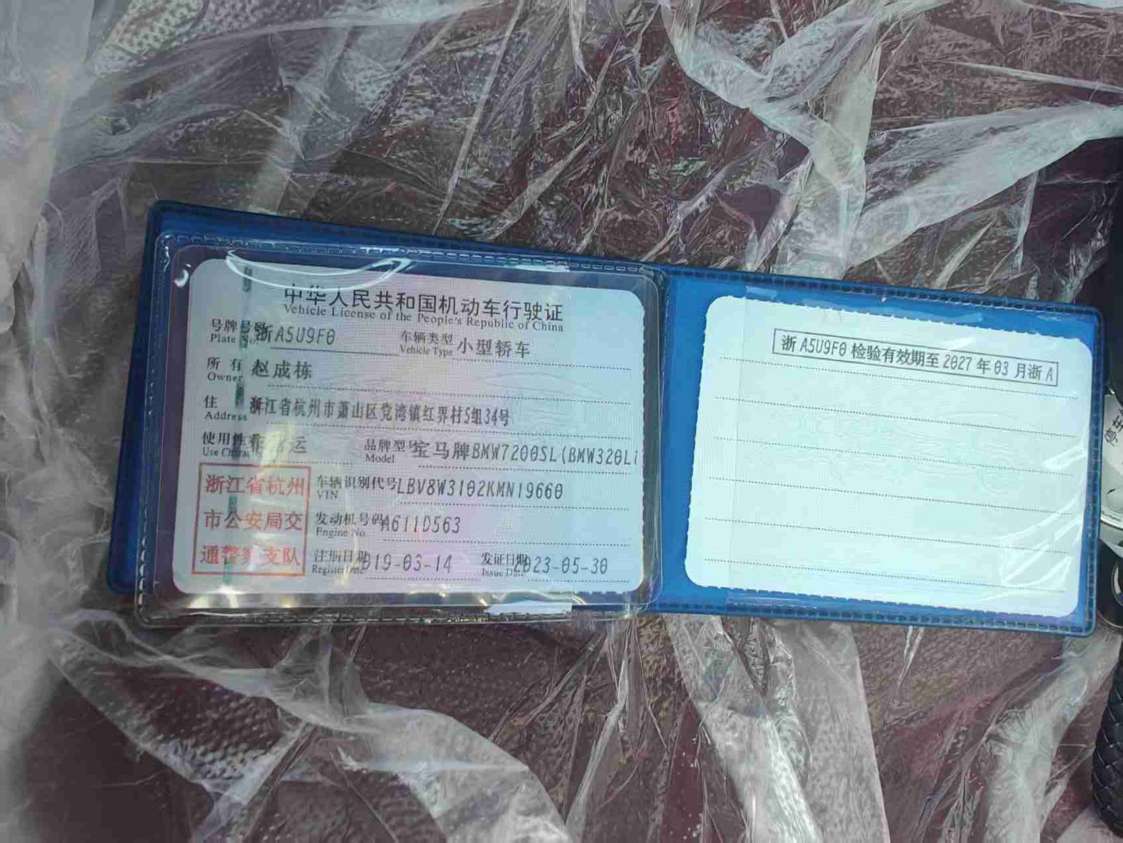 中华人民共和国机动车行驶证
Vehicle License of the People's Republic of China
号牌号 浙A5U9F0 车辆类型 小型轿车
Plate Vehicle Type
所有 赵成栋
Owner
住 浙江省杭州市萧山区党湾镇红界村5组34号
Address
使用性 运 品牌型号 宝马牌BMW7200SL(BMW320Li
Use Charac Model
浙江省杭州 车辆识别代号 LBV8W3102KMN19660
VIN
市公安局交 发动机号码 A611D563
Engine No.
通警察支队 注册日期 019-03-14 发证日期 023-05-30
Register Date Issue Date
浙A5U9F0检验有效期至2027年03月浙A